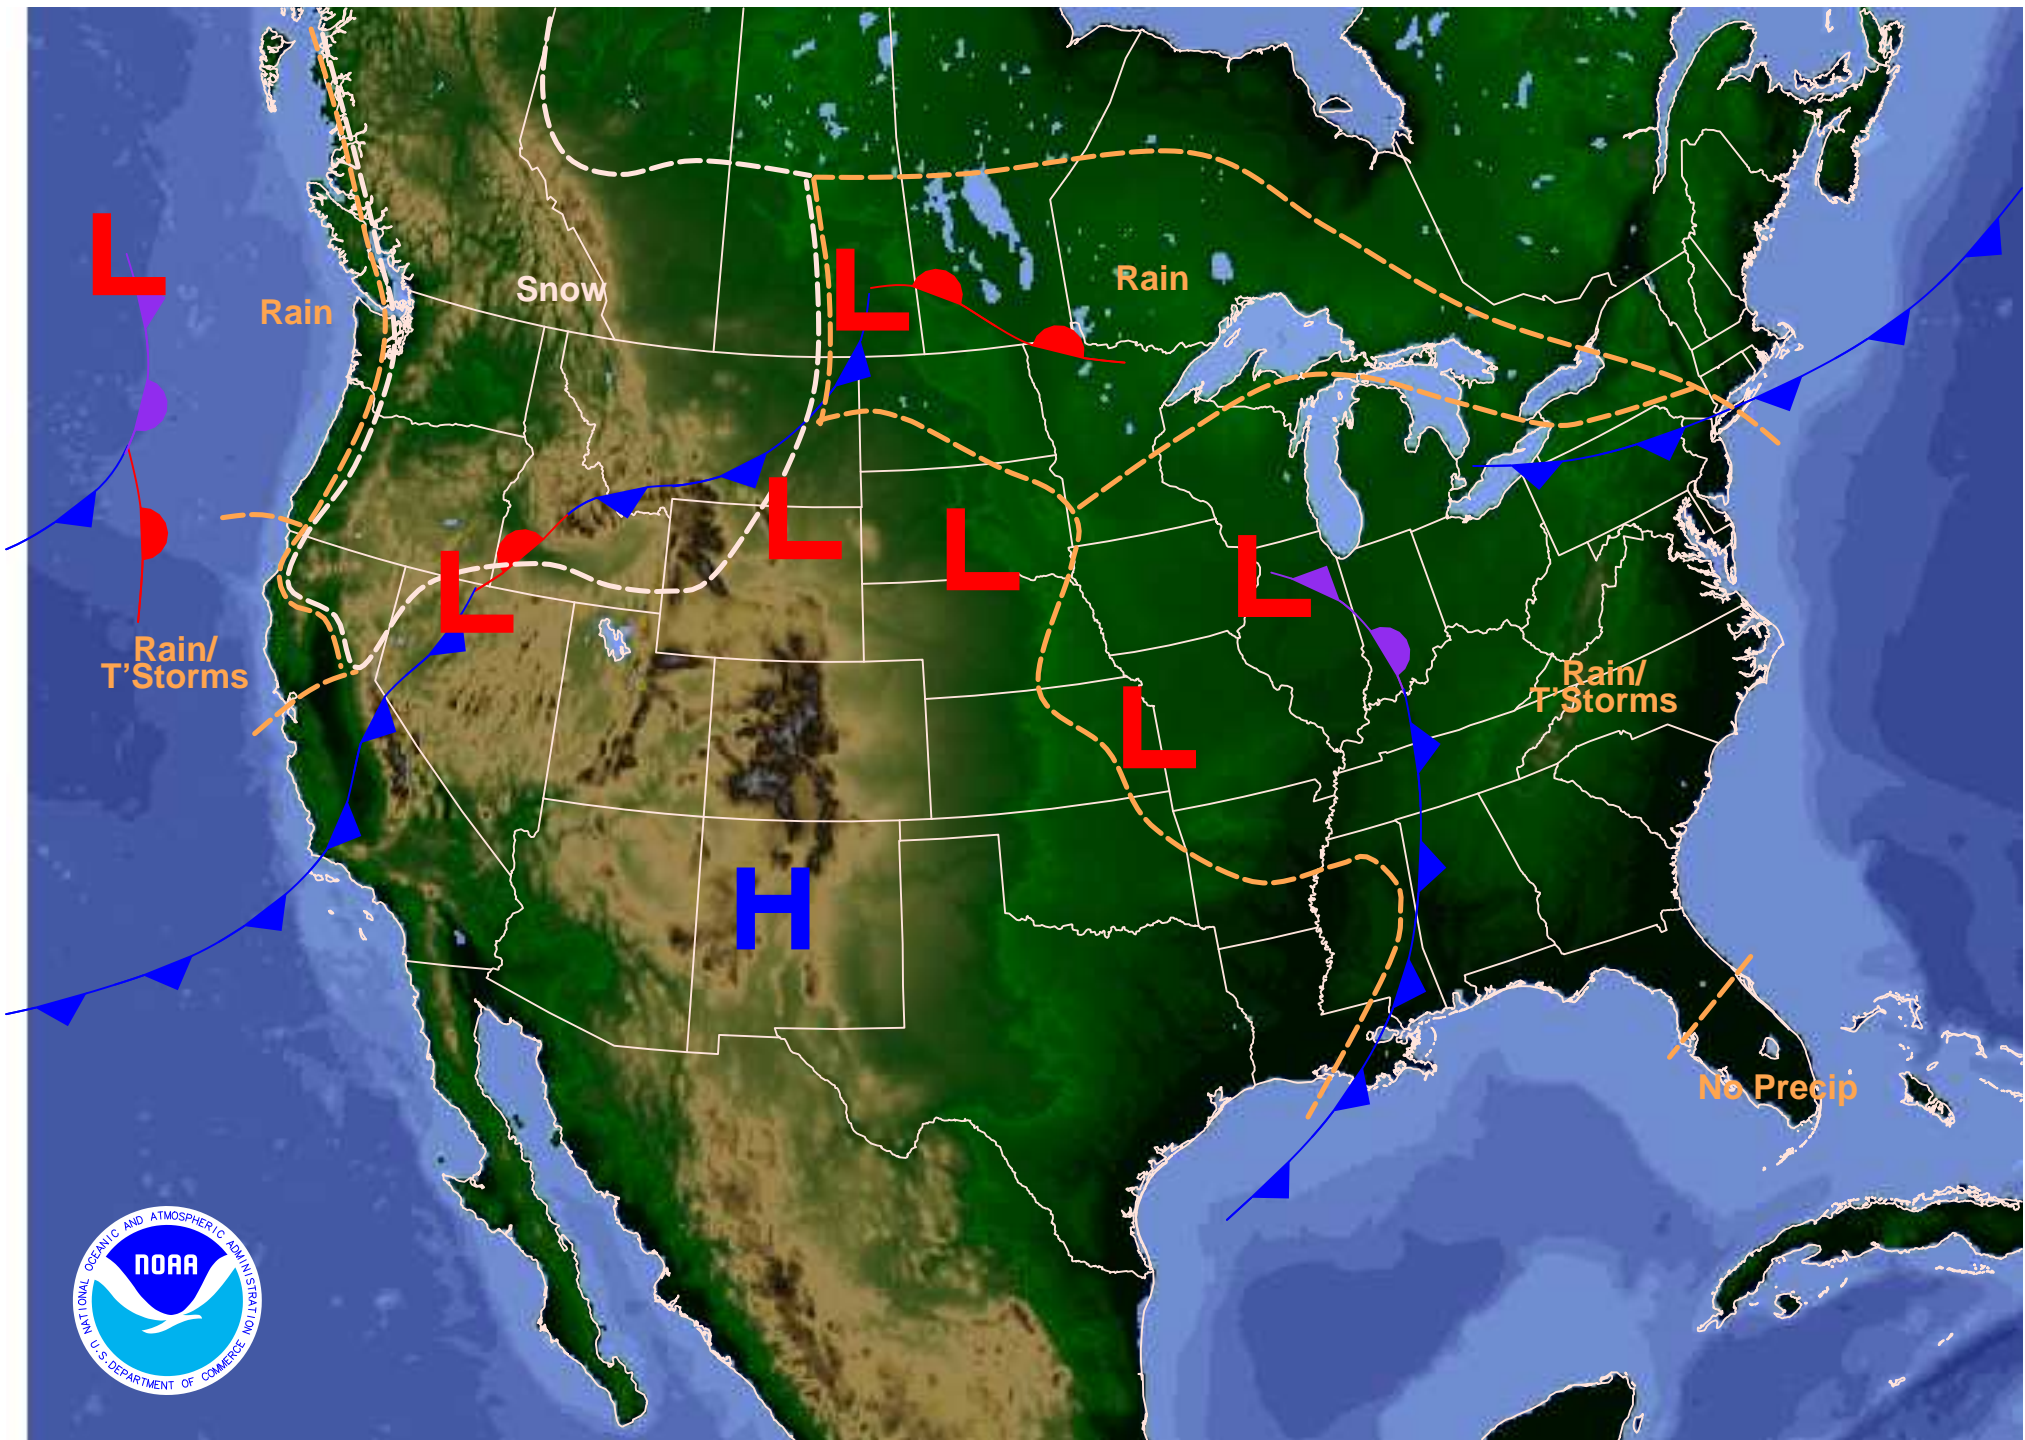 L
Snow
L
Rain
Rain
L
L
L
L
Rain/
T'Storms
Rain/
T'Storms
L
H
No Precip
NOAA
NATIONAL OCEANIC AND ATMOSPHERIC ADMINISTRATION
U.S. DEPARTMENT OF COMMERCE